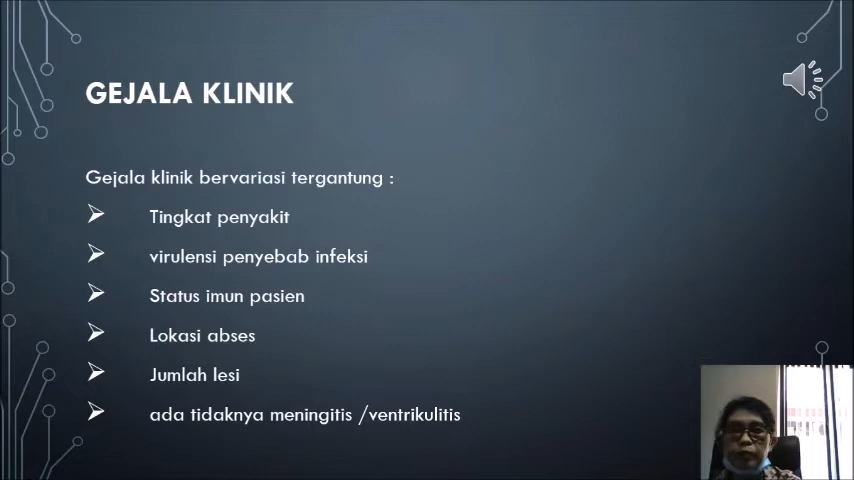 GEJALA KLINIK
Gejala klinik bervariasi tergantung :
Tingkat penyakit
virulensi penyebab infeksi
Status imun pasien
Lokasi abses
Jumlah lesi
ada tidaknya meningitis /ventrikulitis